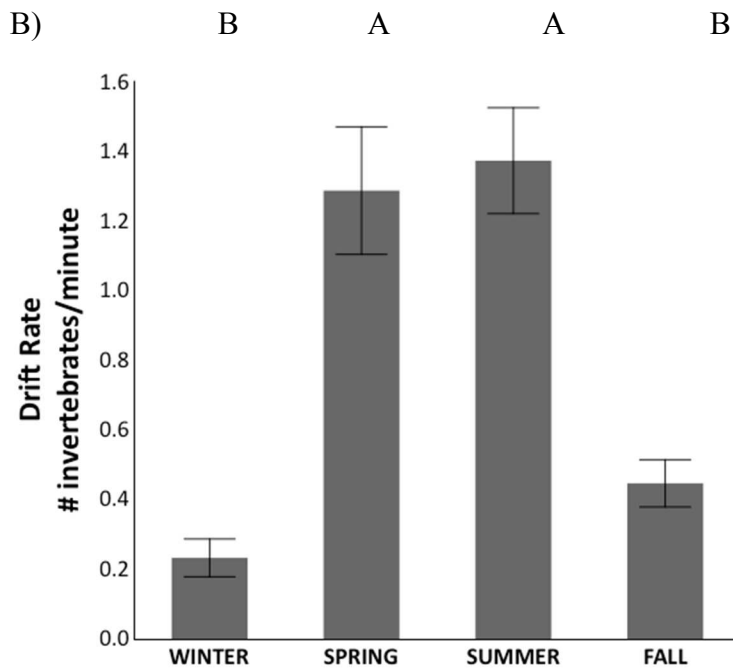 B) B A A B
1.6
1.4
1.2
1.0
0.8
0.6
0.4
0.2
0.0
Drift Rate
# invertebrates/minute
WINTER SPRING SUMMER FALL